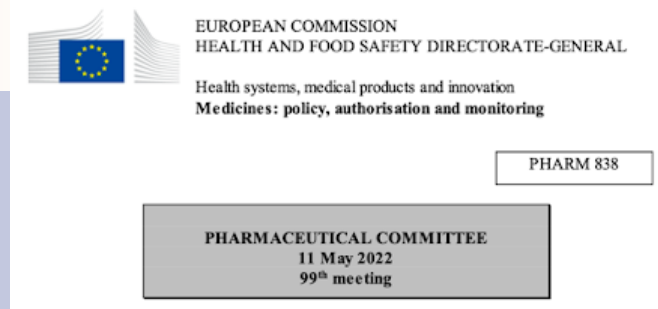 EUROPEAN COMMISSION
HEALTH AND FOOD SAFETY DIRECTORATE-GENERAL
Health systems, medical products and innovation
Medicines: policy, authorisation and monitoring
PHARM 838
PHARMACEUTICAL COMMITTEE
11 May 2022
99th meeting